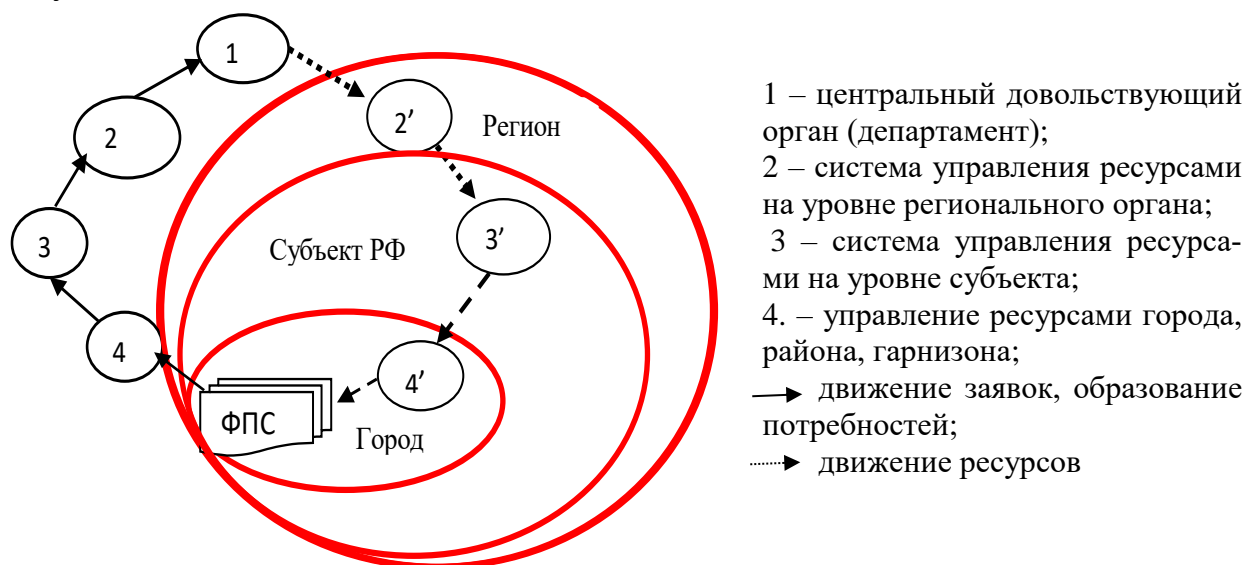 1
2
3
4
2′
Регион
3′
Субъект РФ
4′
ФПС
Город
1 – центральный довольствующий
орган (департамент);
2 – система управления ресурсами
на уровне регионального органа;
3 – система управления ресурса-
ми на уровне субъекта;
4. – управление ресурсами города,
района, гарнизона;
движение заявок, образование
потребностей;
движение ресурсов